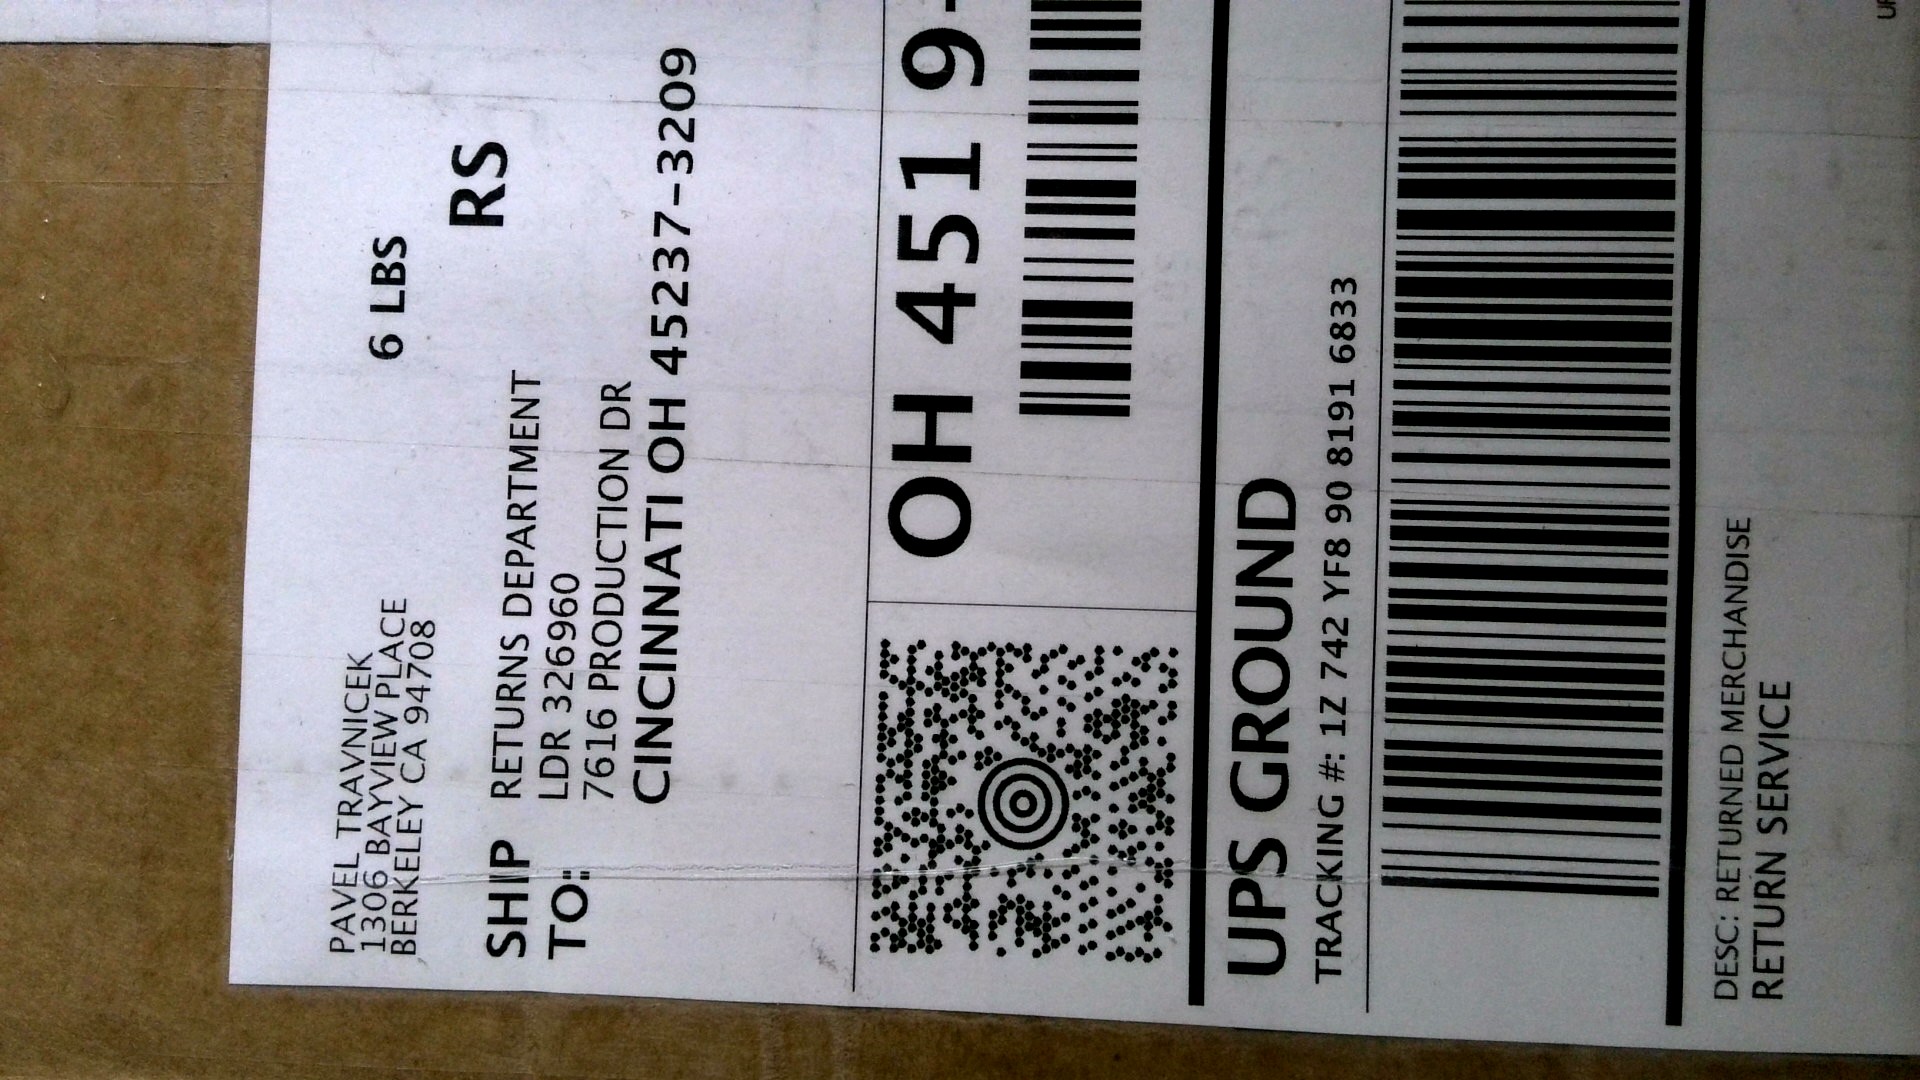 PAVEL TRAVNICEK
1306 BAYVIEW PLACE
BERKELEY CA 94708
6 LBS
RS
SHIP
TO:
RETURNS DEPARTMENT
LDR 326960
7616 PRODUCTION DR
CINCINNATI OH 45237-3209
OH 451 9-
UPS GROUND
TRACKING #: 1Z 742 YF8 90 8191 6833
DESC: RETURNED MERCHANDISE
RETURN SERVICE